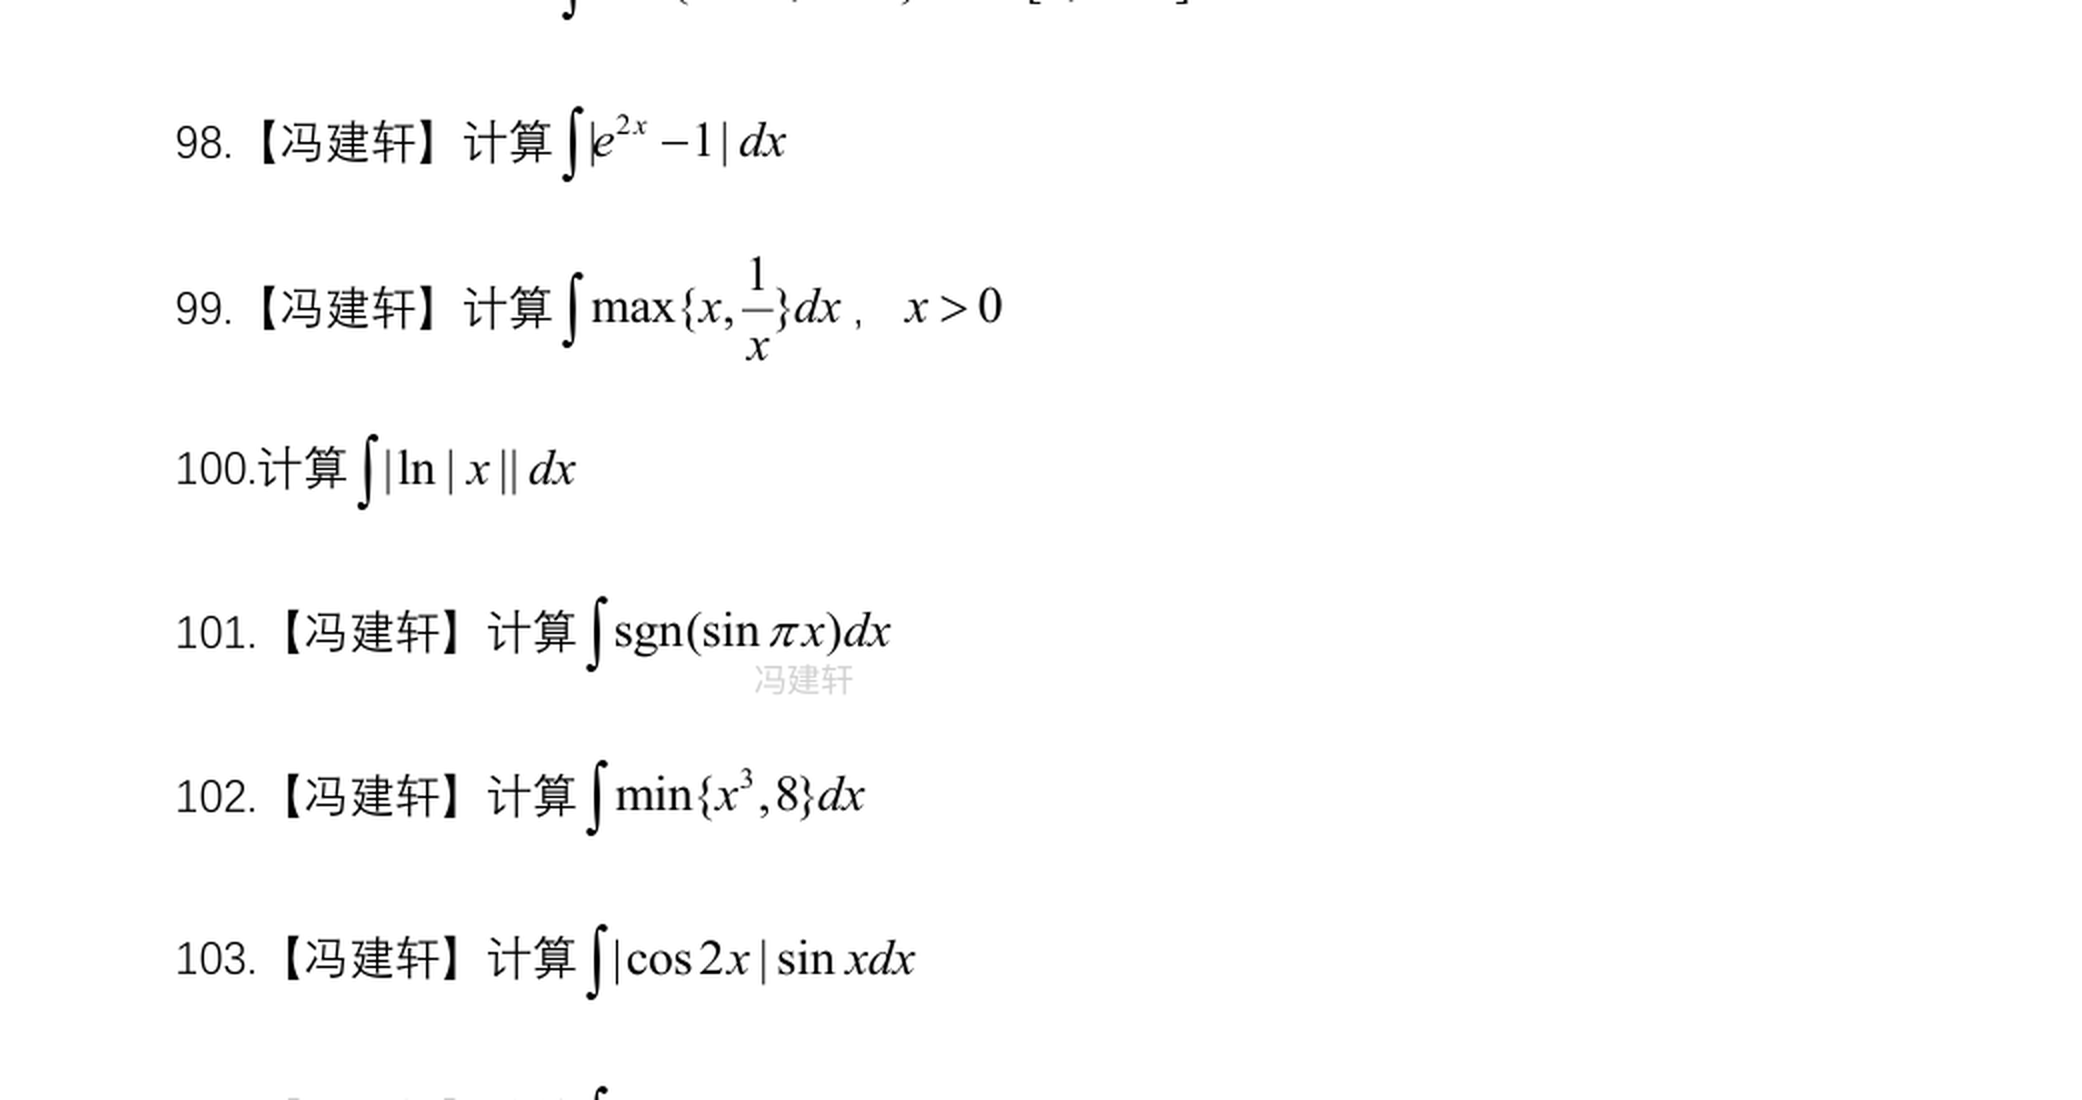 98.【冯建轩】计算∫|e^{2x} −1| dx
99.【冯建轩】计算∫max{x, 1/x}dx， x > 0
100.计算∫|ln | x || dx
101.【冯建轩】计算∫sgn(sin πx)dx
冯建轩
102.【冯建轩】计算∫min{x³,8}dx
103.【冯建轩】计算∫|cos 2x | sin xdx